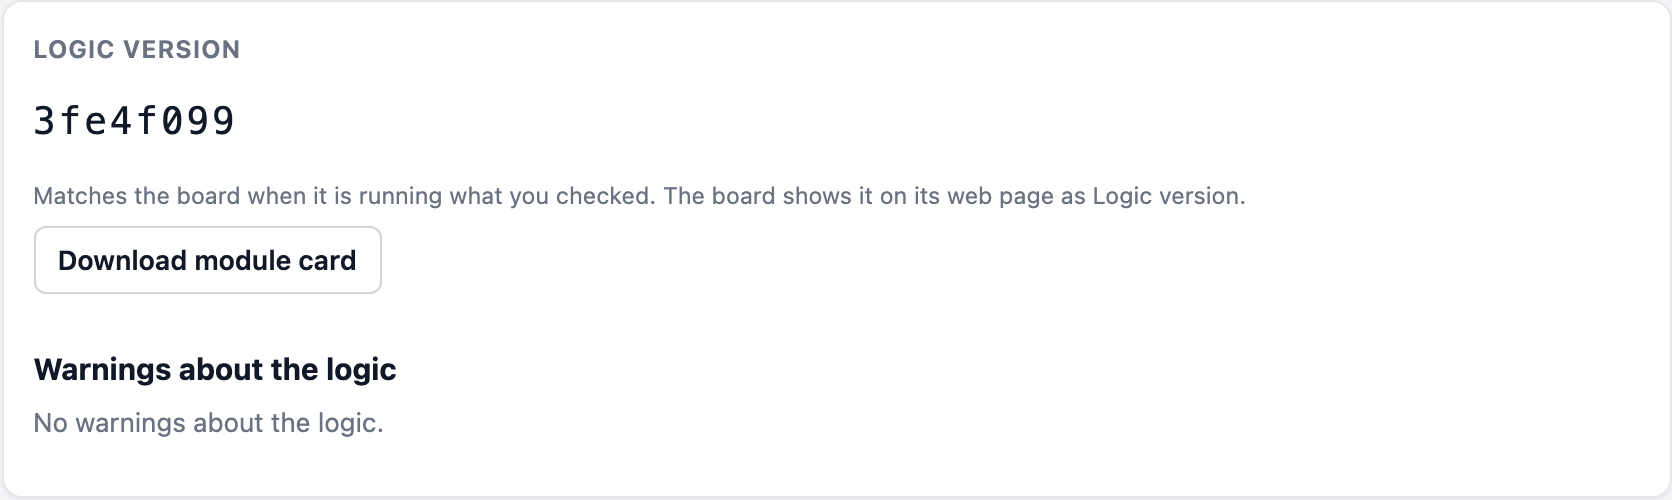 LOGIC VERSION
3fe4f099
Matches the board when it is running what you checked. The board shows it on its web page as Logic version.
Download module card
Warnings about the logic
No warnings about the logic.